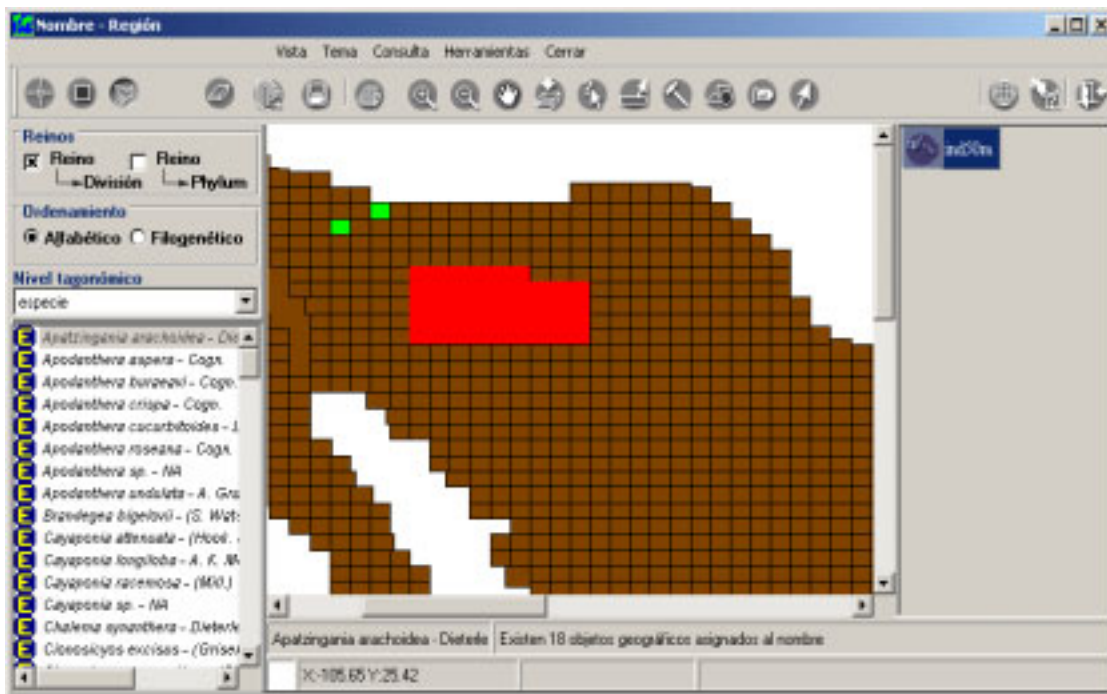 Nombre - Región
Vista Tema Consulta Herramientas Cerrar
Reinos
Reino Reino
División Phylum
Ordenamiento
Alfabético Filogenético
Nivel tagonómico
especie
Apatzingania arachoidea - Die
Apodanthera aspera - Cogn.
Apodanthera buraeavi - Cogn.
Apodanthera crispa - Cogn.
Apodanthera cucurbitoides -
Apodanthera roseana - Cogn.
Apodanthera sp. - NA
Apodanthera undulata - A. Gra
Brandegea bigelovii - (S. Wats
Cayaponia attenuata - (Hook.
Cayaponia longiloba - A. K.
Cayaponia racemosa - (Mill.)
Cayaponia sp. - NA
Chalema synanthera - Dieterle
Cionosicyos excisus - (Griseb
Apatzingania arachoidea - Dieterle Existen 18 objetos geográficos asignados al nombre
X:-105.65 Y:25.42